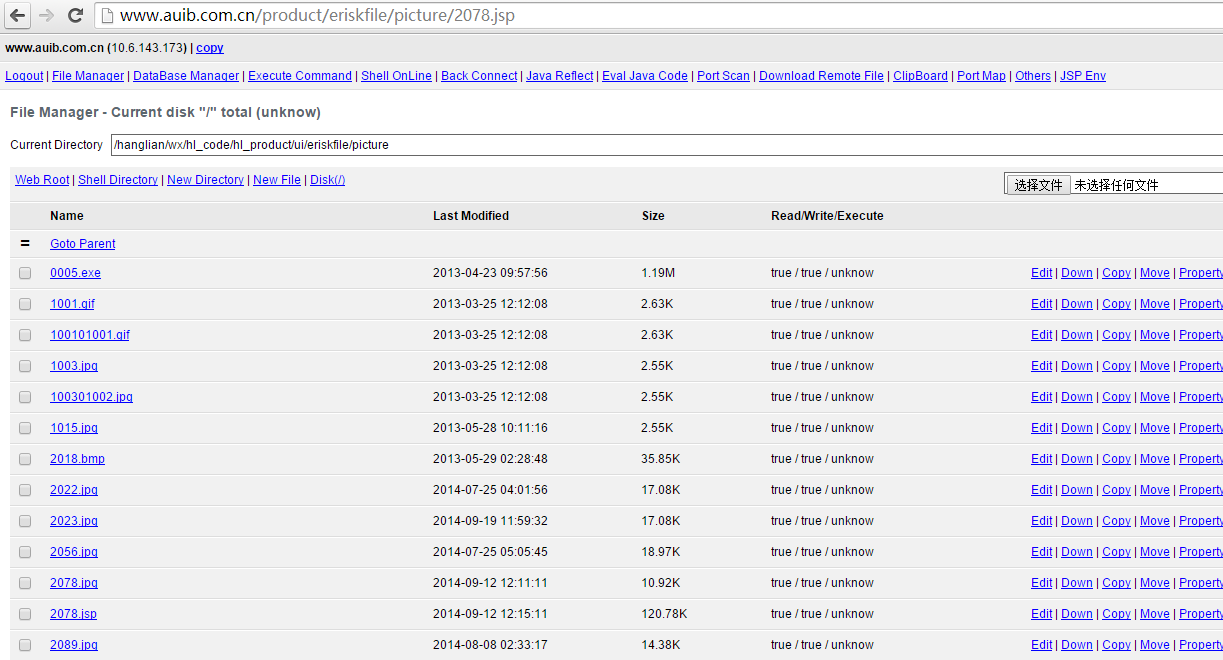 www.auib.com.cn/product/eriskfile/picture/2078.jsp
www.auib.com.cn (10.6.143.173) | copy
Logout | File Manager | DataBase Manager | Execute Command | Shell OnLine | Back Connect | Java Reflect | Eval Java Code | Port Scan | Download Remote File | ClipBoard | Port Map | Others | JSP Env
File Manager - Current disk "/" total (unknow)
Current Directory /hanglian/wx/hl_code/hl_product/ui/eriskfile/picture
Web Root | Shell Directory | New Directory | New File | Disk(/) 选择文件 未选择任何文件
Name Last Modified Size Read/Write/Execute
= Goto Parent
0005.exe 2013-04-23 09:57:56 1.19M true / true / unknow Edit | Down | Copy | Move | Property
1001.gif 2013-03-25 12:12:08 2.63K true / true / unknow Edit | Down | Copy | Move | Property
100101001.gif 2013-03-25 12:12:08 2.63K true / true / unknow Edit | Down | Copy | Move | Property
1003.jpg 2013-03-25 12:12:08 2.55K true / true / unknow Edit | Down | Copy | Move | Property
100301002.jpg 2013-03-25 12:12:08 2.55K true / true / unknow Edit | Down | Copy | Move | Property
1015.jpg 2013-05-28 10:11:16 2.55K true / true / unknow Edit | Down | Copy | Move | Property
2018.bmp 2013-05-29 02:28:48 35.85K true / true / unknow Edit | Down | Copy | Move | Property
2022.jpg 2014-07-25 04:01:56 17.08K true / true / unknow Edit | Down | Copy | Move | Property
2023.jpg 2014-09-19 11:59:32 17.08K true / true / unknow Edit | Down | Copy | Move | Property
2056.jpg 2014-07-25 05:05:45 18.97K true / true / unknow Edit | Down | Copy | Move | Property
2078.jpg 2014-09-12 12:11:11 10.92K true / true / unknow Edit | Down | Copy | Move | Property
2078.jsp 2014-09-12 12:15:11 120.78K true / true / unknow Edit | Down | Copy | Move | Property
2089.jpg 2014-08-08 02:33:17 14.38K true / true / unknow Edit | Down | Copy | Move | Property